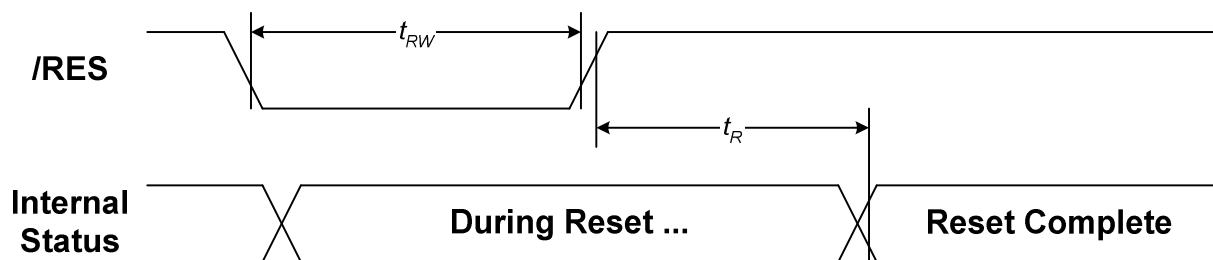 /RES
tRW
tR
Internal
Status
During Reset ...
Reset Complete